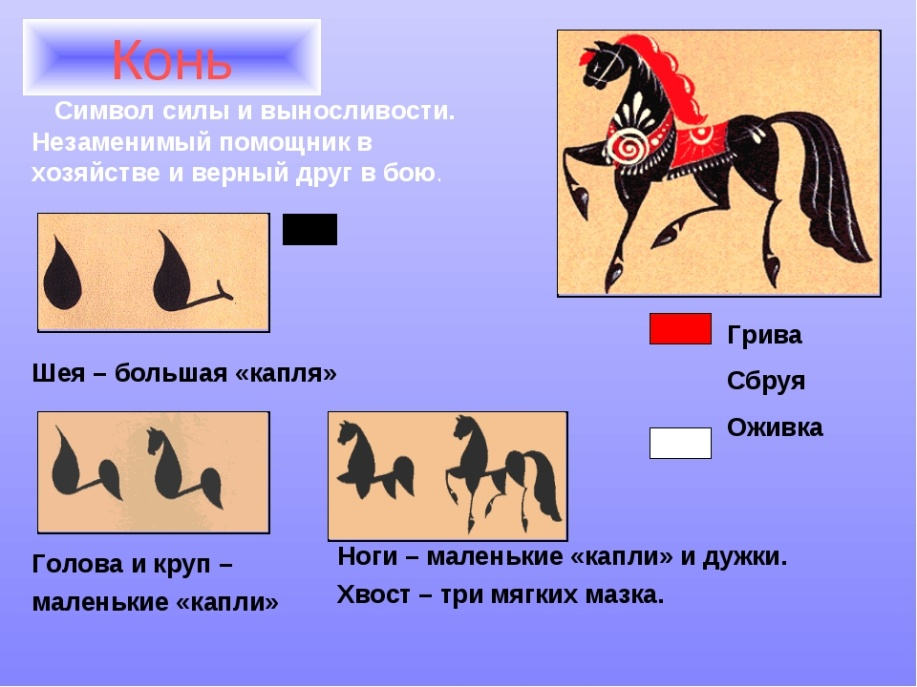 Конь
Символ силы и выносливости.
Незаменимый помощник в
хозяйстве и верный друг в бою.
Шея – большая «капля»
Грива
Сбруя
Оживка
Голова и круп –
маленькие «капли»
Ноги – маленькие «капли» и дужки.
Хвост – три мягких мазка.